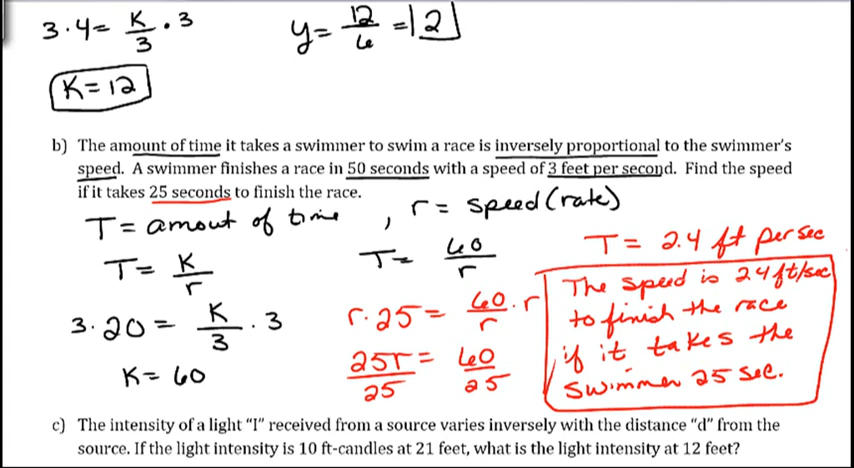 3·4= K/3 · 3
y= 12/6 = 2
K=12
b) The amount of time it takes a swimmer to swim a race is inversely proportional to the swimmer's
speed. A swimmer finishes a race in 50 seconds with a speed of 3 feet per second. Find the speed
if it takes 25 seconds to finish the race.
T= amout of time , r= speed (rate)
T= K/r
T= 60/r
3·20= K/3 · 3
K= 60
r·25= 60/r · r
25r/25 = 60/25
T= 2.4 ft per sec
The speed is 2.4 ft/sec
to finish the race
if it takes the
swimmer 25 sec.
c) The intensity of a light "I" received from a source varies inversely with the distance "d" from the
source. If the light intensity is 10 ft-candles at 21 feet, what is the light intensity at 12 feet?